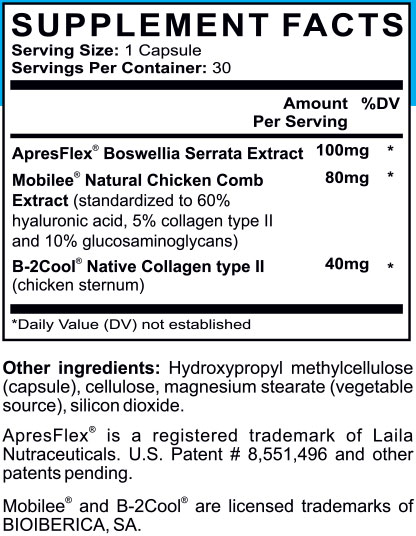 SUPPLEMENT FACTS
Serving Size: 1 Capsule
Servings Per Container: 30
Amount %DV
Per Serving
ApresFlex® Boswellia Serrata Extract 100mg *
Mobilee® Natural Chicken Comb 80mg *
Extract (standardized to 60%
hyaluronic acid, 5% collagen type II
and 10% glucosaminoglycans)
B-2Cool® Native Collagen type II 40mg *
(chicken sternum)
*Daily Value (DV) not established
Other ingredients: Hydroxypropyl methylcellulose
(capsule), cellulose, magnesium stearate (vegetable
source), silicon dioxide.
ApresFlex® is a registered trademark of Laila
Nutraceuticals. U.S. Patent # 8,551,496 and other
patents pending.
Mobilee® and B-2Cool® are licensed trademarks of
BIOIBERICA, SA.